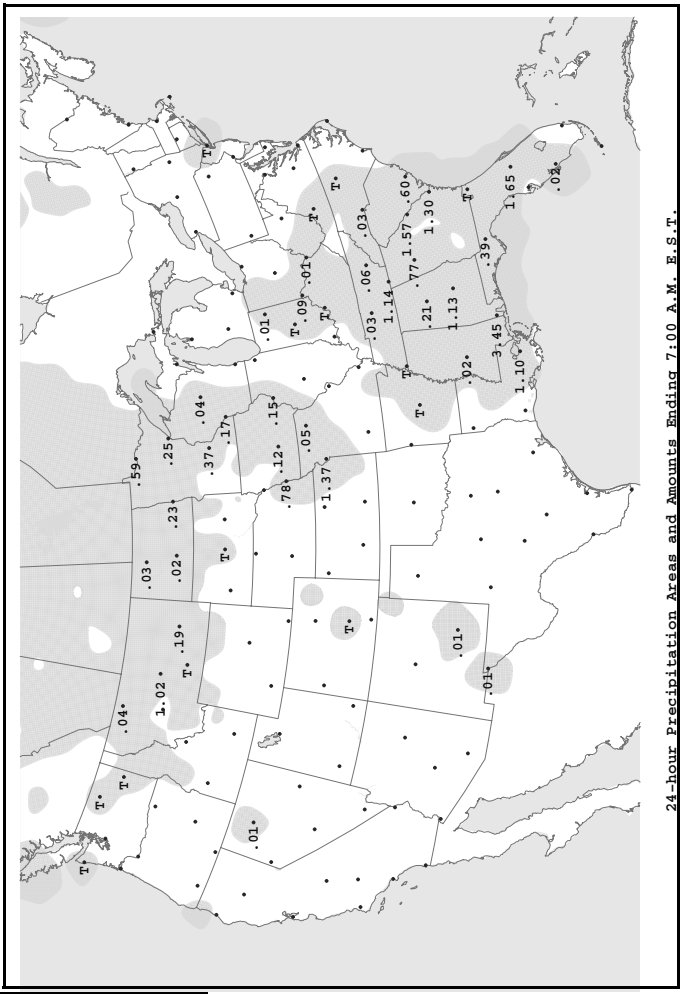 T
T
T
.04
.59
.03
1.02
.25
.23
.02
.19
T
.04
T
.37
T
.17
.01
.01
.15
.12
.78
T
.09
.05
.01
T
1.37
T
T
T
.03
.06
.03
1.14
T
1.57
.60
.77
T
.21
1.30
1.13
.01
.02
T
.39
.01
3.45
1.65
1.10
.02
24-hour Precipitation Areas and Amounts Ending 7:00 A.M. E.S.T.